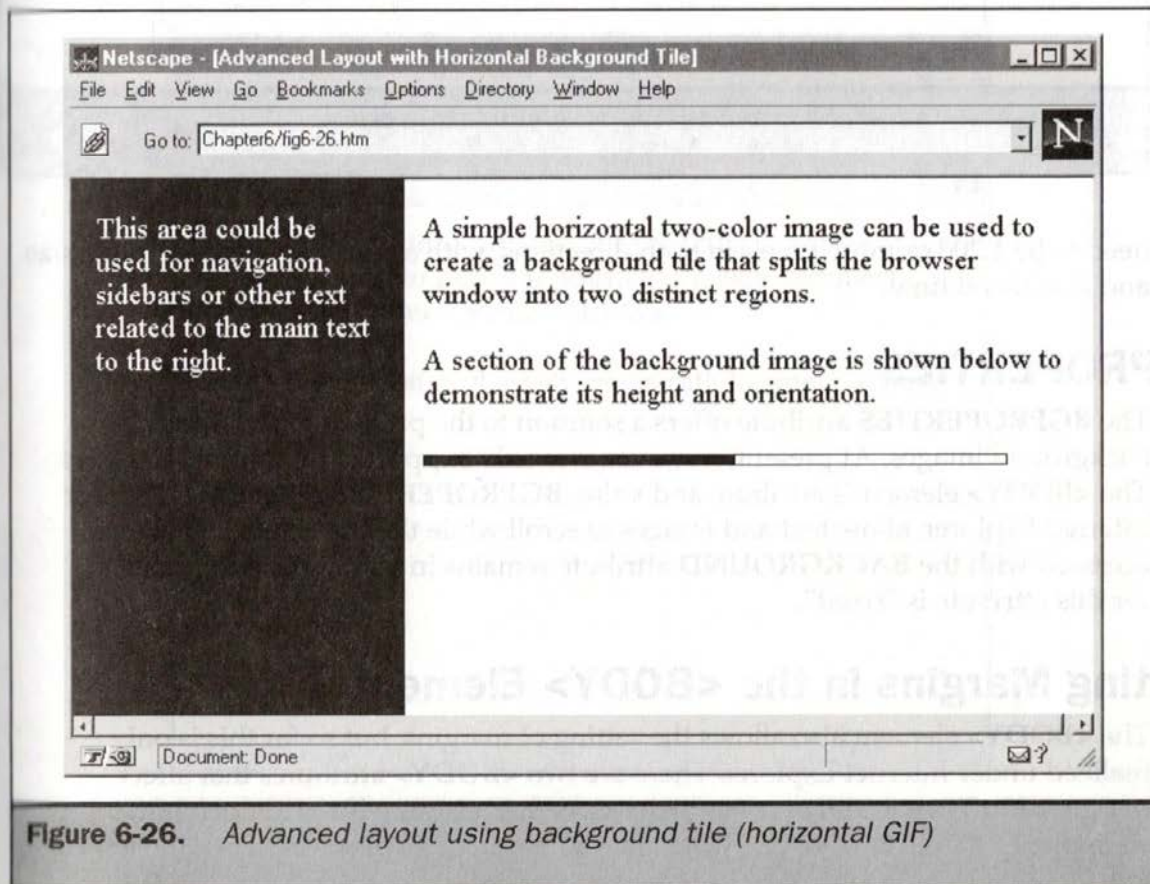 Netscape - [Advanced Layout with Horizontal Background Tile]
File Edit View Go Bookmarks Options Directory Window Help
Go to: Chapter6/fig6-26.htm
N
This area could be
used for navigation,
sidebars or other text
related to the main text
to the right.
A simple horizontal two-color image can be used to
create a background tile that splits the browser
window into two distinct regions.
A section of the background image is shown below to
demonstrate its height and orientation.
Document: Done
Figure 6-26. Advanced layout using background tile (horizontal GIF)